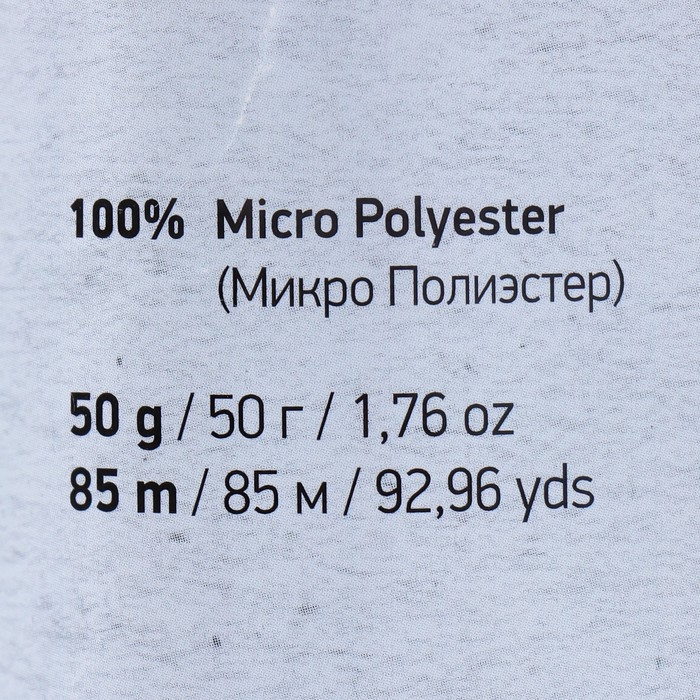 100% Micro Polyester
(Микро Полиэстер)
50 g / 50 г / 1,76 oz
85 m / 85 м / 92,96 yds